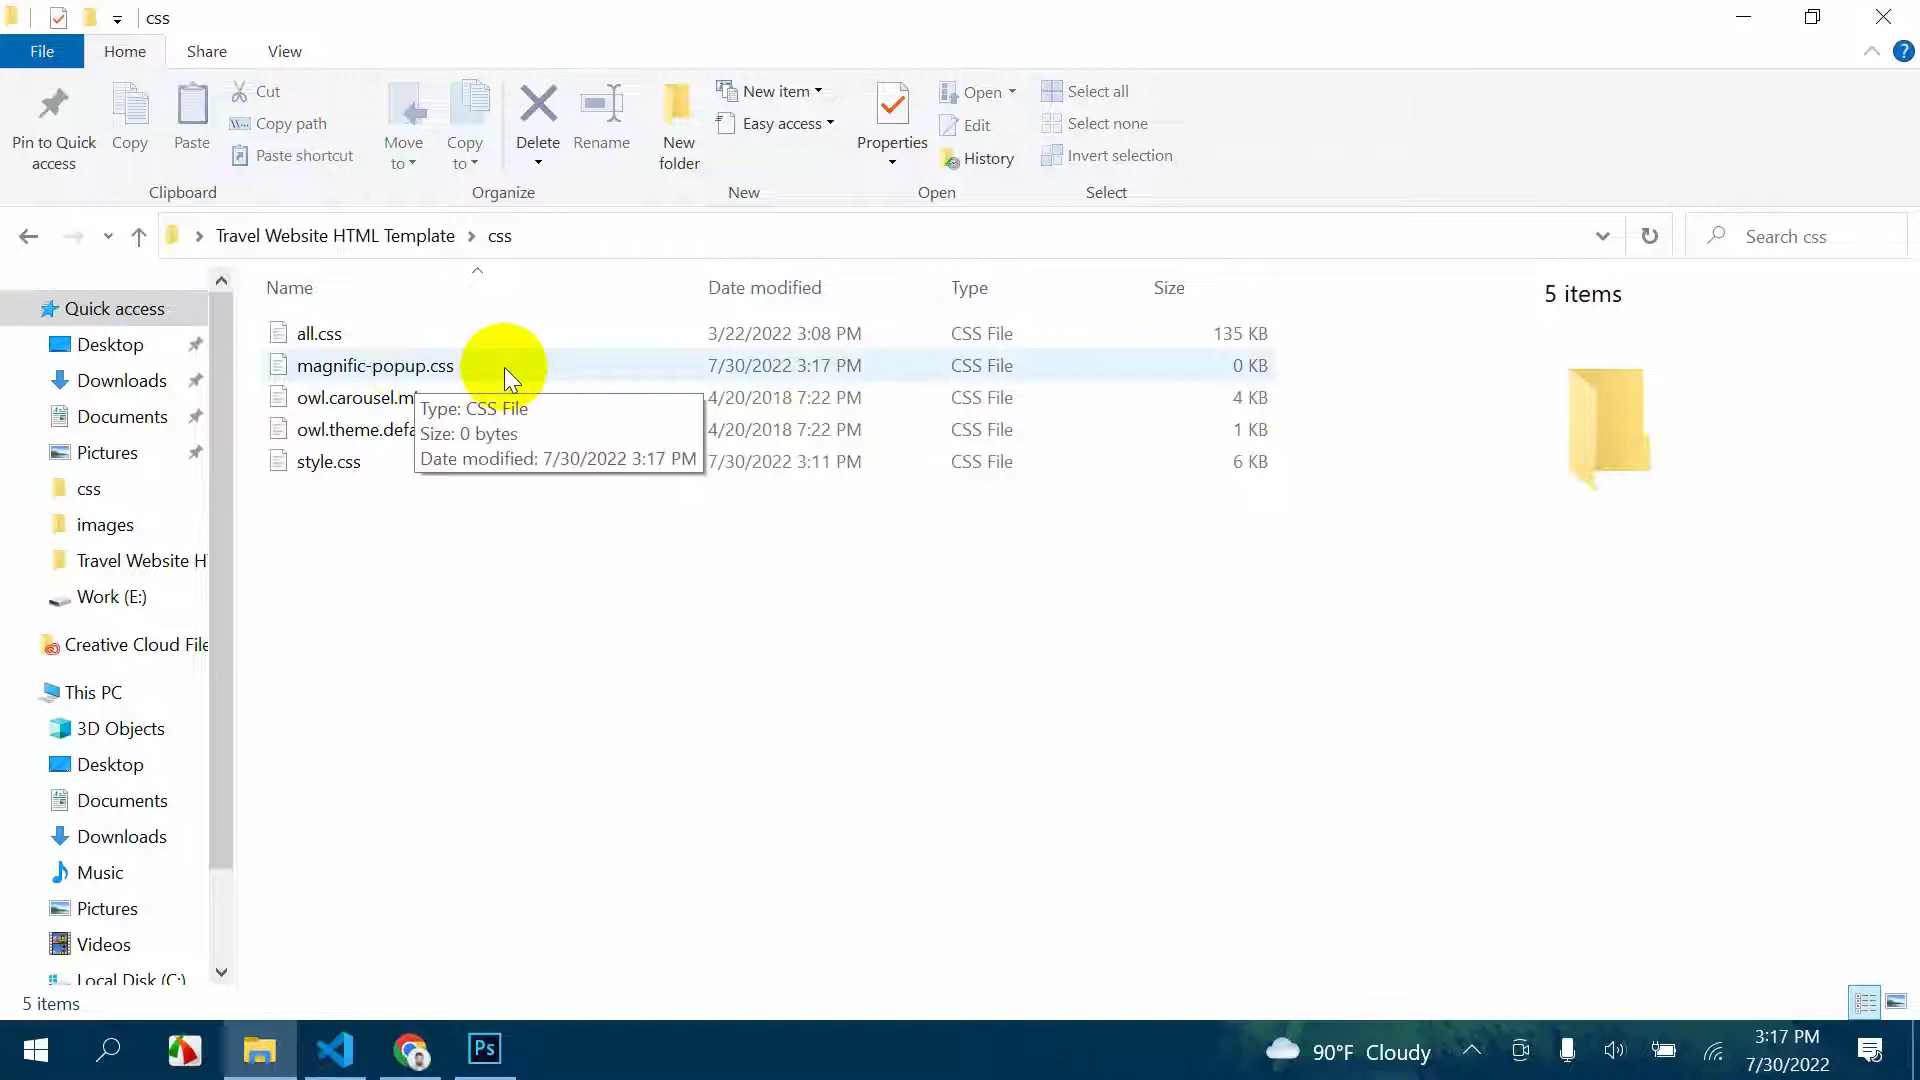 css
File Home Share View
Pin to Quick access
Copy
Paste
Cut
Copy path
Paste shortcut
Clipboard
Move to
Copy to
Delete
Rename
Organize
New folder
New item
Easy access
New
Properties
Open
Edit
History
Open
Select all
Select none
Invert selection
Select
Travel Website HTML Template css
Search css
Name Date modified Type Size
all.css 3/22/2022 3:08 PM CSS File 135 KB
magnific-popup.css 7/30/2022 3:17 PM CSS File 0 KB
owl.carousel.m 4/20/2018 7:22 PM CSS File 4 KB
owl.theme.defa 4/20/2018 7:22 PM CSS File 1 KB
style.css 7/30/2022 3:11 PM CSS File 6 KB
Type: CSS File
Size: 0 bytes
Date modified: 7/30/2022 3:17 PM
5 items
Quick access
Desktop
Downloads
Documents
Pictures
css
images
Travel Website H
Work (E:)
Creative Cloud File
This PC
3D Objects
Desktop
Documents
Downloads
Music
Pictures
Videos
Local Disk (C:)
5 items
Ps
90°F Cloudy
3:17 PM
7/30/2022